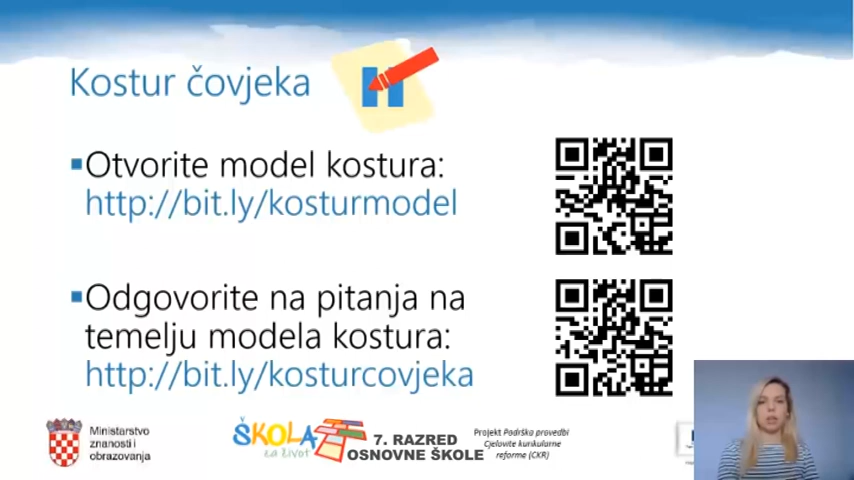 Kostur čovjeka
Otvorite model kostura:
http://bit.ly/kosturmodel
Odgovorite na pitanja na
temelju modela kostura:
http://bit.ly/kosturcovjeka
Ministarstvo
znanosti i
obrazovanja
ŠKOLA
za život
7. RAZRED
OSNOVNE ŠKOLE
Projekt Podrška provedbi
Cjelovite kurikularne
reforme (CKR)